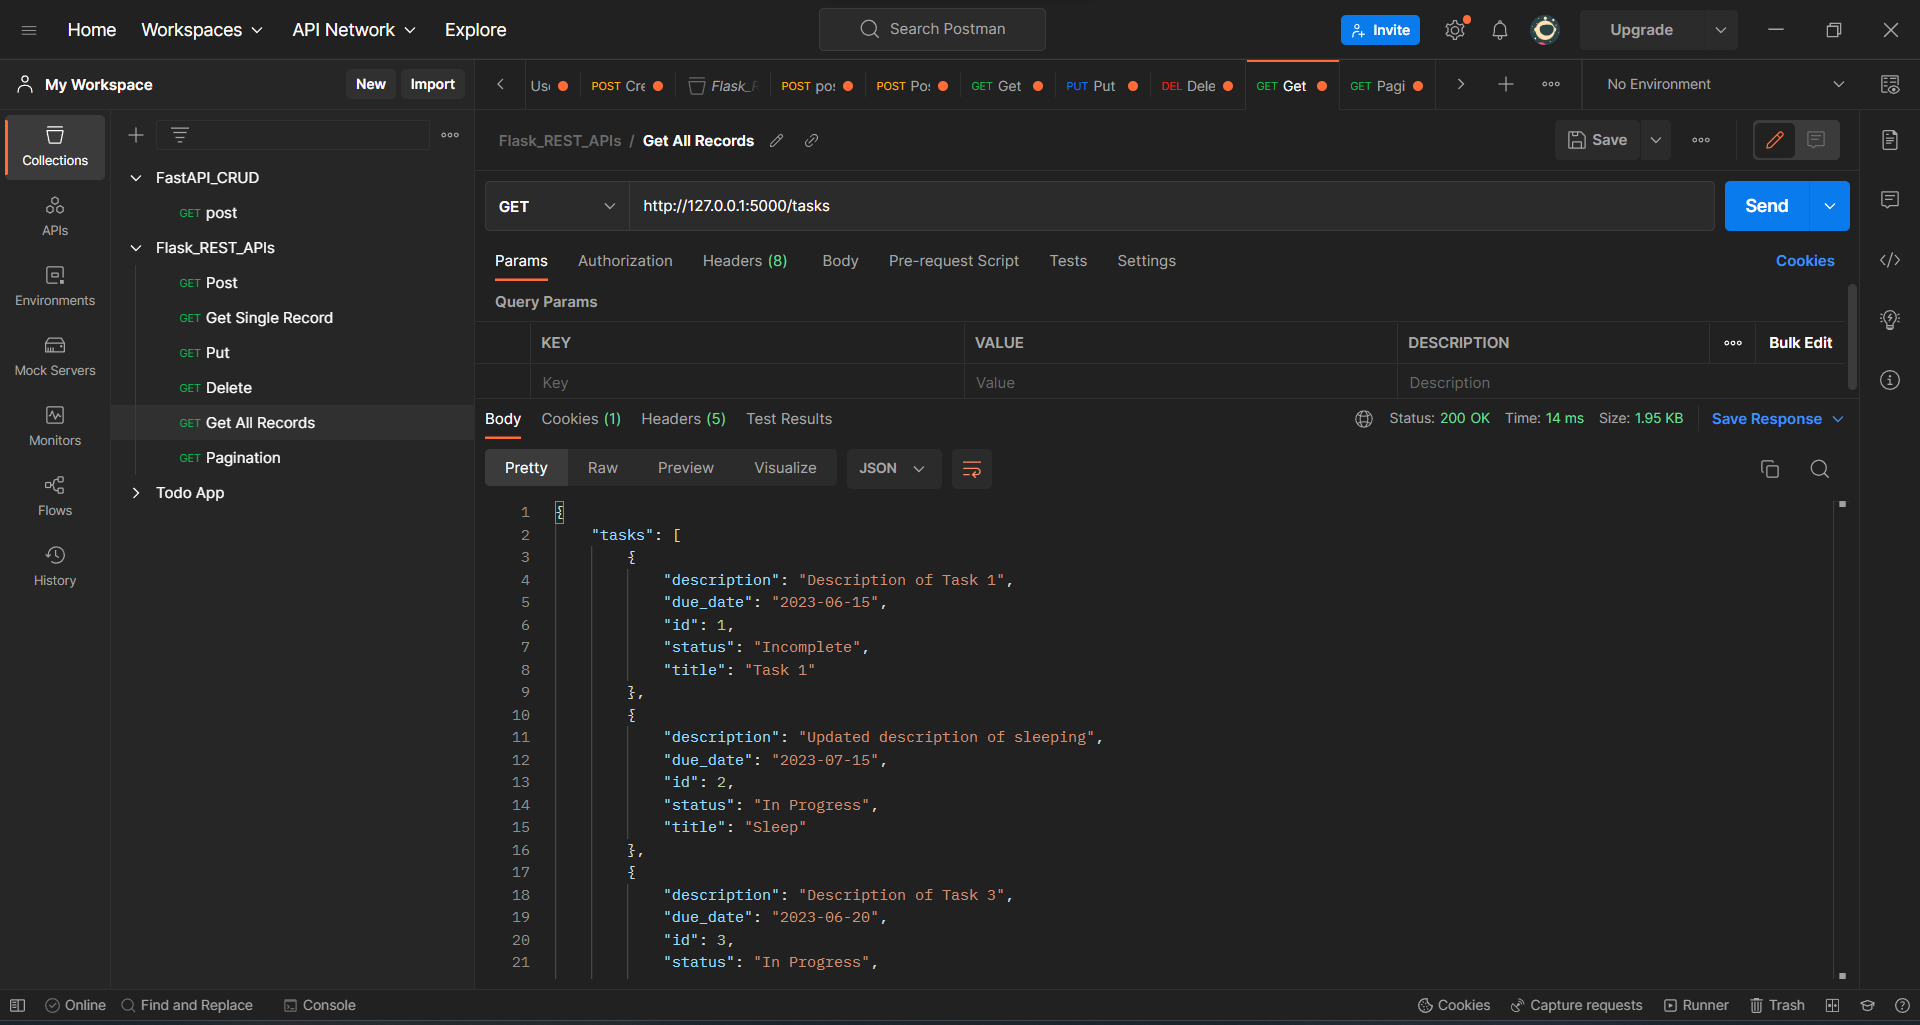 Home Workspaces API Network Explore Search Postman Invite Upgrade
My Workspace New Import POST Cre POST GET Get PUT Put DEL Dele GET Get GET Pagi No Environment
Flask_REST_APIs / Get All Records Save
Collections
APIs
Environments
Mock Servers
Monitors
Flows
History
FastAPI_CRUD
GET post
Flask_REST_APIs
GET Post
GET Get Single Record
GET Put
GET Delete
GET Get All Records
GET Pagination
Todo App
GET http://127.0.0.1:5000/tasks Send
Params Authorization Headers (8) Body Pre-request Script Tests Settings Cookies
Query Params
KEY VALUE DESCRIPTION Bulk Edit
Key Value Description
Body Cookies (1) Headers (5) Test Results Status: 200 OK Time: 14 ms Size: 1.95 KB Save Response
Pretty Raw Preview Visualize JSON
1 {
2 "tasks": [
3 {
4 "description": "Description of Task 1",
5 "due_date": "2023-06-15",
6 "id": 1,
7 "status": "Incomplete",
8 "title": "Task 1"
9 },
10 {
11 "description": "Updated description of sleeping",
12 "due_date": "2023-07-15",
13 "id": 2,
14 "status": "In Progress",
15 "title": "Sleep"
16 },
17 {
18 "description": "Description of Task 3",
19 "due_date": "2023-06-20",
20 "id": 3,
21 "status": "In Progress",
Online Find and Replace Console Cookies Capture requests Runner Trash